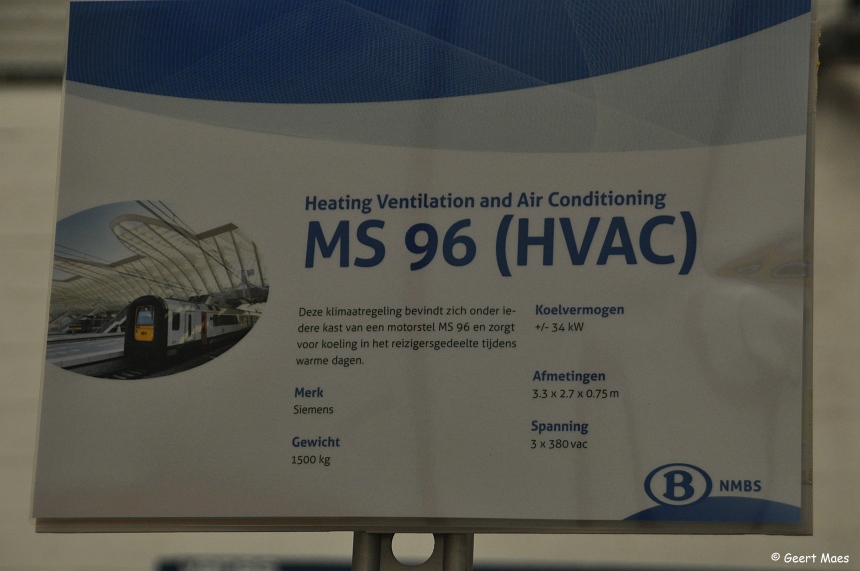 Heating Ventilation and Air Conditioning
MS 96 (HVAC)
Deze klimaatregeling bevindt zich onder ie-
dere kast van een motorstel MS 96 en zorgt
voor koeling in het reizigersgedeelte tijdens
warme dagen.
Merk
Siemens
Gewicht
1500 kg
Koelvermogen
+/- 34 kW
Afmetingen
3.3 x 2.7 x 0.75 m
Spanning
3 x 380 vac
B NMBS
© Geert Maes